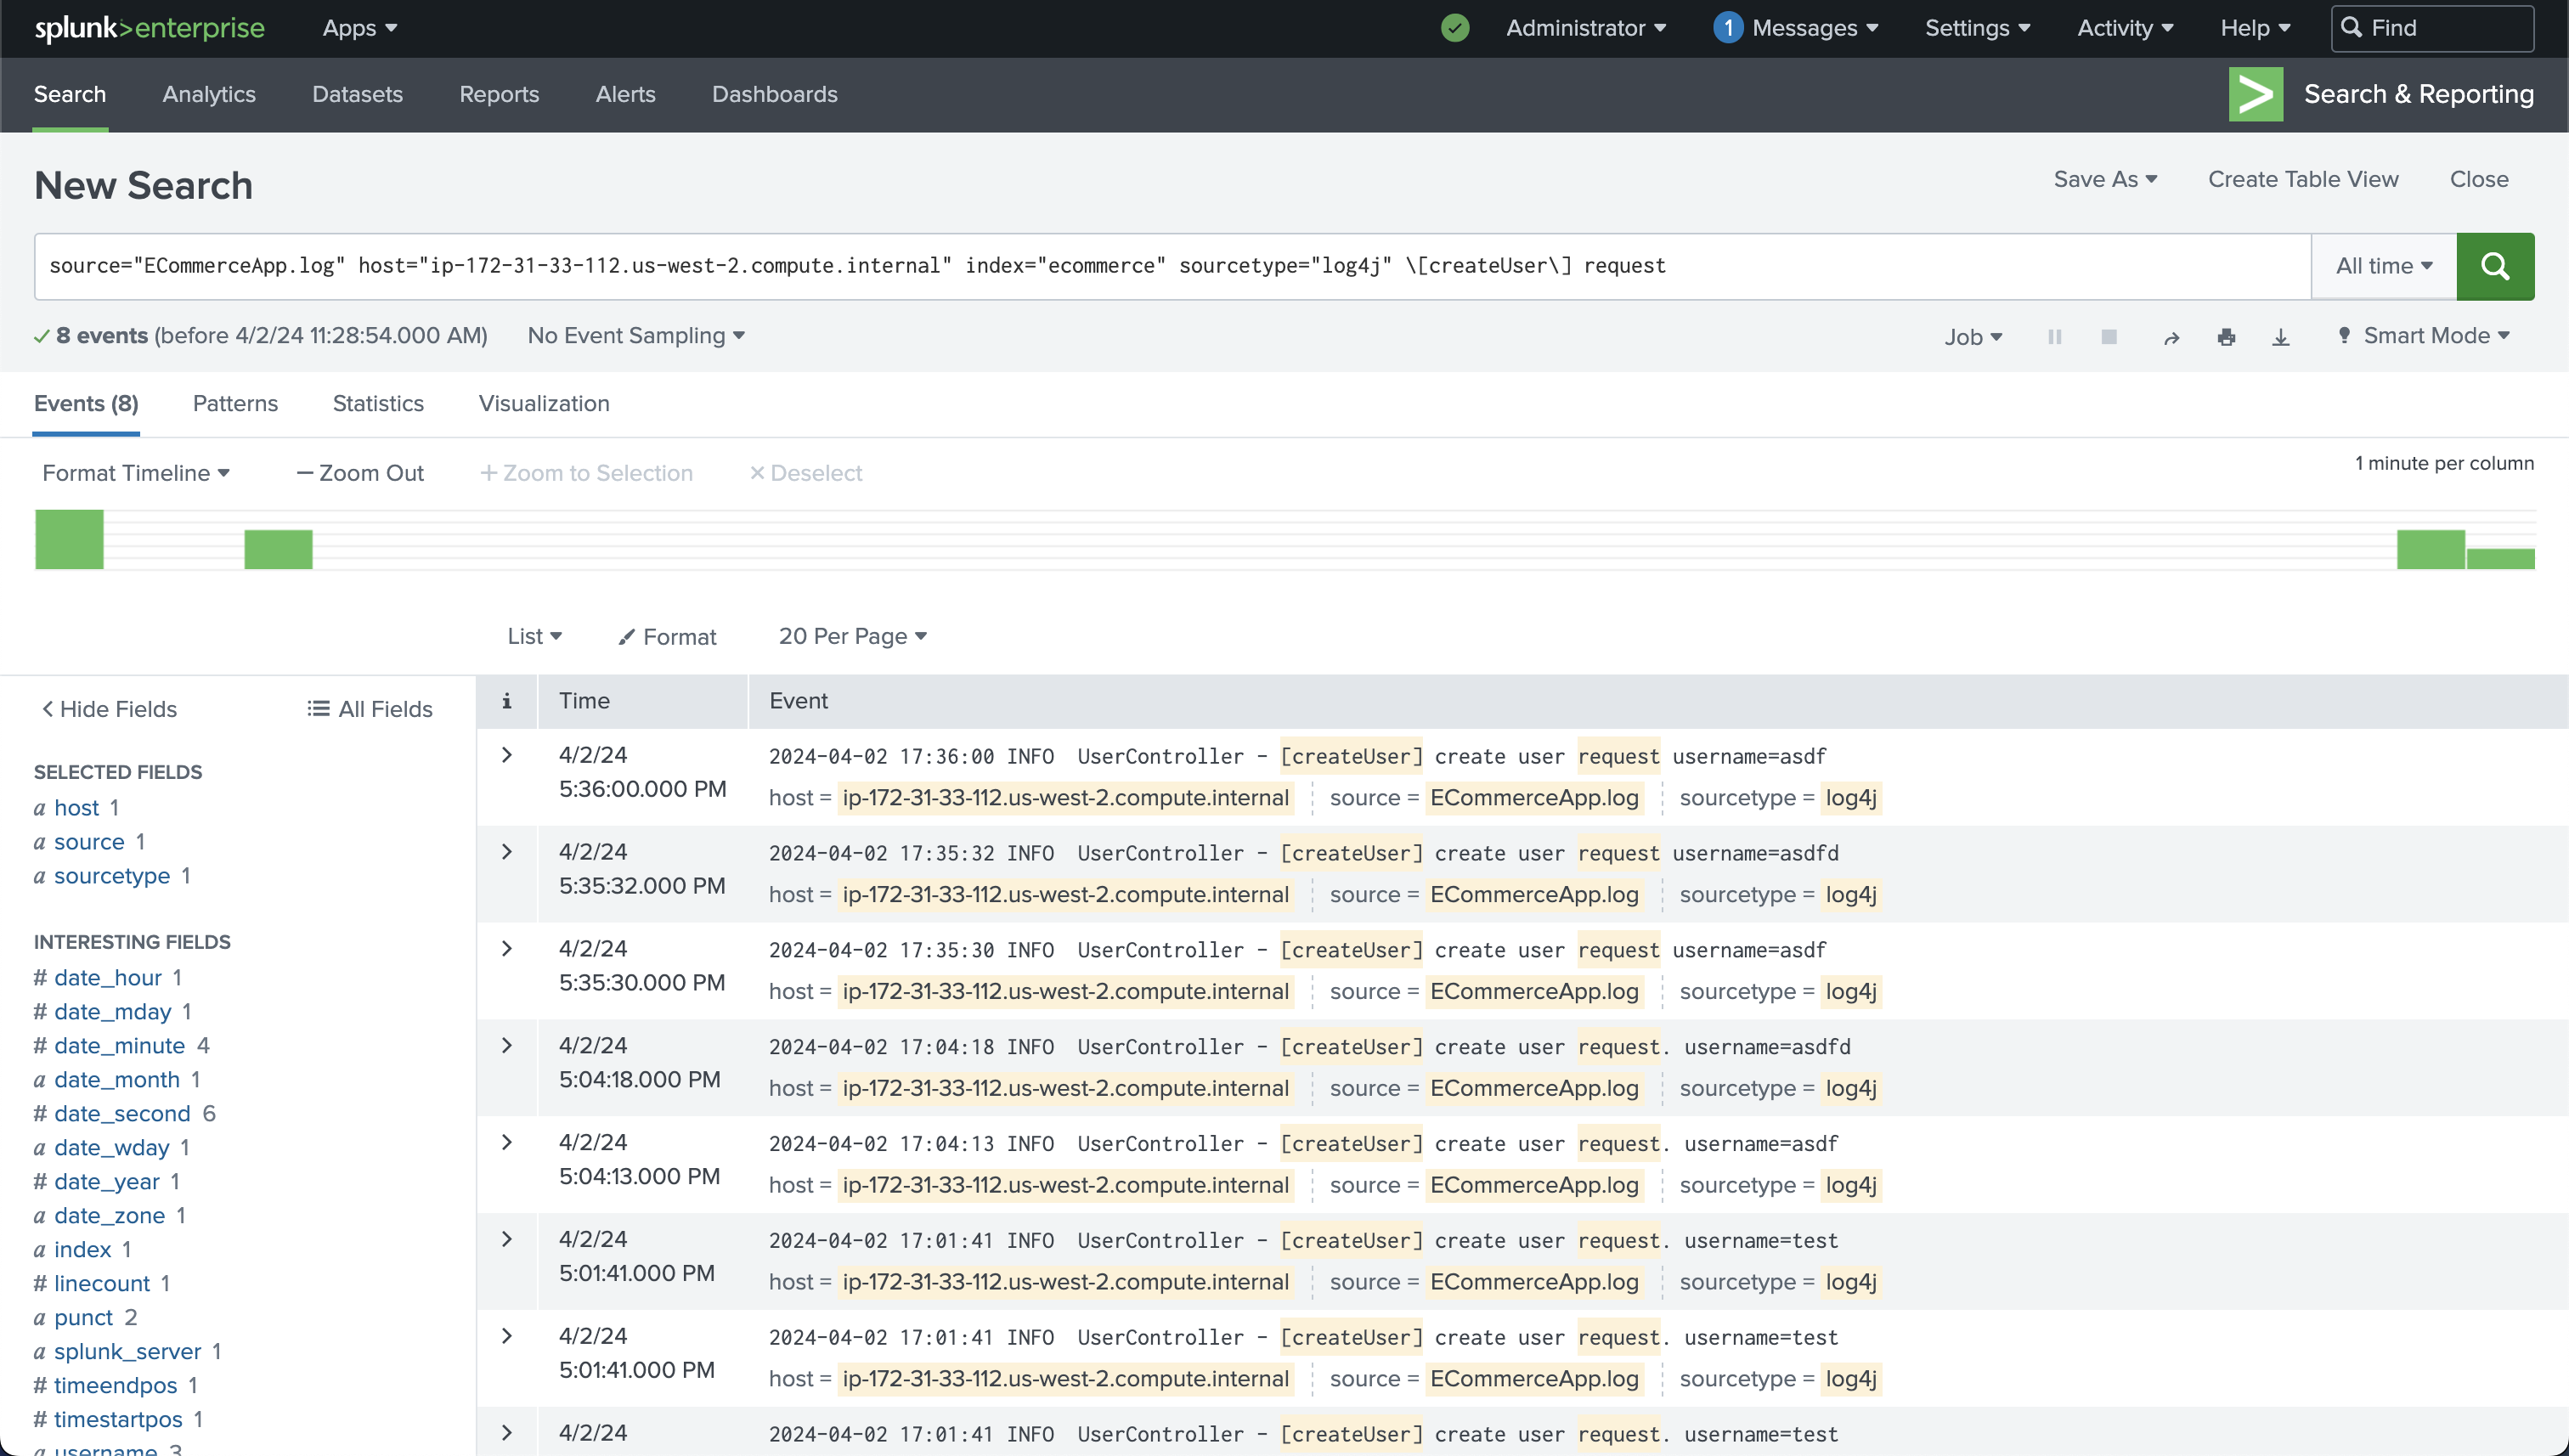 splunk>enterprise Apps Administrator 1 Messages Settings Activity Help Find
Search Analytics Datasets Reports Alerts Dashboards Search & Reporting
New Search Save As Create Table View Close
source="ECommerceApp.log" host="ip-172-31-33-112.us-west-2.compute.internal" index="ecommerce" sourcetype="log4j" \[createUser\] request All time
8 events (before 4/2/24 11:28:54.000 AM) No Event Sampling Job Smart Mode
Events (8) Patterns Statistics Visualization
Format Timeline — Zoom Out + Zoom to Selection × Deselect 1 minute per column
List Format 20 Per Page
< Hide Fields All Fields
SELECTED FIELDS
a host 1
a source 1
a sourcetype 1
INTERESTING FIELDS
# date_hour 1
# date_mday 1
# date_minute 4
a date_month 1
# date_second 6
a date_wday 1
# date_year 1
a date_zone 1
a index 1
# linecount 1
a punct 2
a splunk_server 1
# timeendpos 1
# timestartpos 1
a username 3
i Time Event
4/2/24 2024-04-02 17:36:00 INFO UserController - [createUser] create user request username=asdf
5:36:00.000 PM host = ip-172-31-33-112.us-west-2.compute.internal source = ECommerceApp.log sourcetype = log4j
4/2/24 2024-04-02 17:35:32 INFO UserController - [createUser] create user request username=asdfd
5:35:32.000 PM host = ip-172-31-33-112.us-west-2.compute.internal source = ECommerceApp.log sourcetype = log4j
4/2/24 2024-04-02 17:35:30 INFO UserController - [createUser] create user request username=asdf
5:35:30.000 PM host = ip-172-31-33-112.us-west-2.compute.internal source = ECommerceApp.log sourcetype = log4j
4/2/24 2024-04-02 17:04:18 INFO UserController - [createUser] create user request. username=asdfd
5:04:18.000 PM host = ip-172-31-33-112.us-west-2.compute.internal source = ECommerceApp.log sourcetype = log4j
4/2/24 2024-04-02 17:04:13 INFO UserController - [createUser] create user request. username=asdf
5:04:13.000 PM host = ip-172-31-33-112.us-west-2.compute.internal source = ECommerceApp.log sourcetype = log4j
4/2/24 2024-04-02 17:01:41 INFO UserController - [createUser] create user request. username=test
5:01:41.000 PM host = ip-172-31-33-112.us-west-2.compute.internal source = ECommerceApp.log sourcetype = log4j
4/2/24 2024-04-02 17:01:41 INFO UserController - [createUser] create user request. username=test
5:01:41.000 PM host = ip-172-31-33-112.us-west-2.compute.internal source = ECommerceApp.log sourcetype = log4j
4/2/24 2024-04-02 17:01:41 INFO UserController - [createUser] create user request. username=test